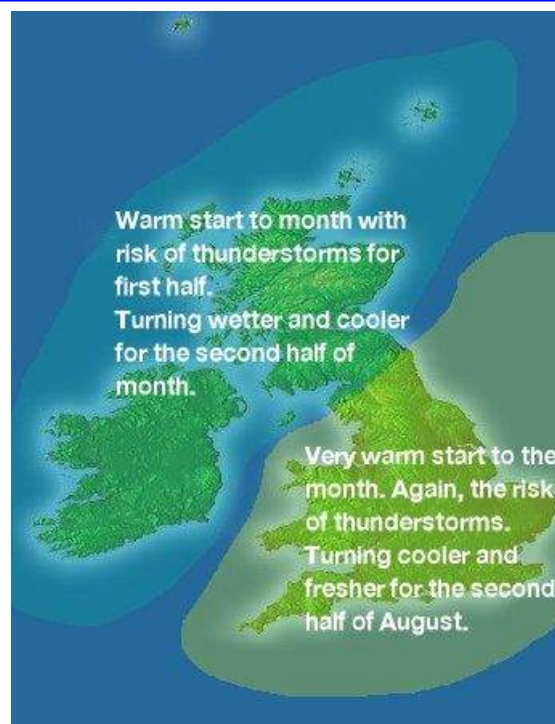 Warm start to month with
risk of thunderstorms for
first half.
Turning wetter and cooler
for the second half of
month.
Very warm start to the
month. Again, the risk
of thunderstorms.
Turning cooler and
fresher for the second
half of August.